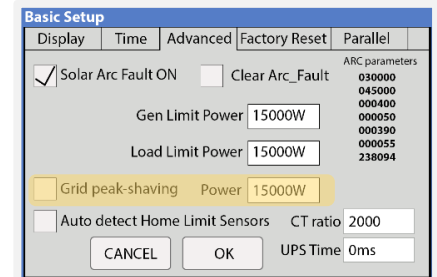 Basic Setup
Display Time Advanced Factory Reset Parallel
Solar Arc Fault ON Clear Arc_Fault
ARC parameters
030000
045000
000400
000050
000390
000055
238094
Gen Limit Power 15000W
Load Limit Power 15000W
Grid peak-shaving Power 15000W
Auto detect Home Limit Sensors CT ratio 2000
CANCEL OK UPS Time 0ms